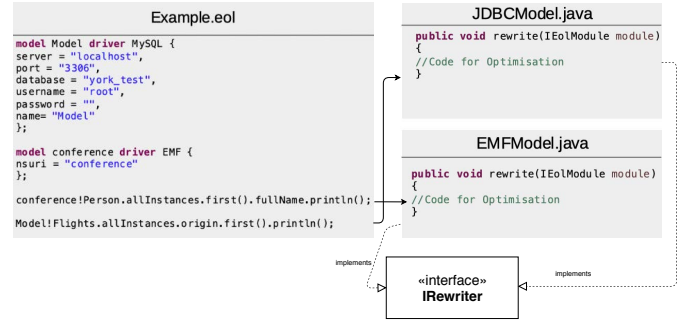 Example.eol
model Model driver MySQL {
server = "localhost",
port = "3306",
database = "york_test",
username = "root",
password = "",
name= "Model"
};
model conference driver EMF {
nsuri = "conference"
};
conference!Person.allInstances.first().fullName.println();
Model!Flights.allInstances.origin.first().println();
JDBCModel.java
public void rewrite(IEolModule module)
{
//Code for Optimisation
}
EMFModel.java
public void rewrite(IEolModule module)
{
//Code for Optimisation
}
implements
implements
«interface»
IRewriter